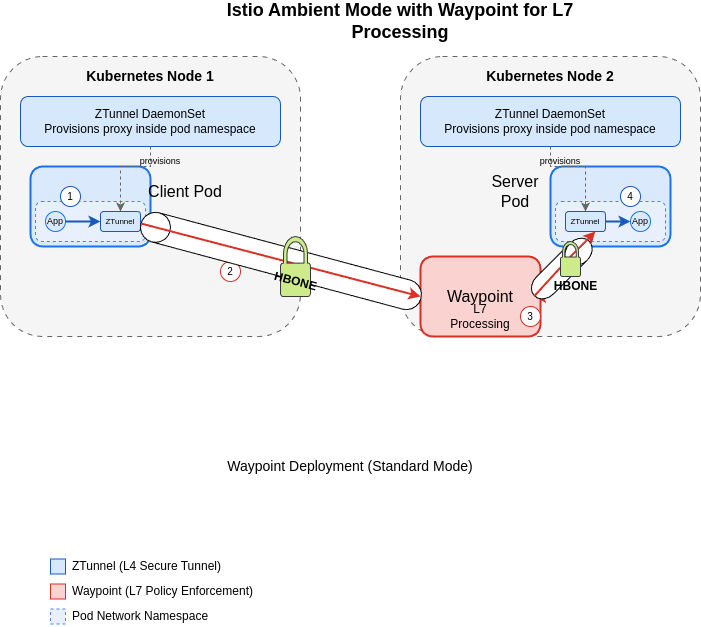 Istio Ambient Mode with Waypoint for L7
Processing
Kubernetes Node 1
ZTunnel DaemonSet
Provisions proxy inside pod namespace
provisions
Client Pod
1
App
ZTunnel
2
HBONE
Kubernetes Node 2
ZTunnel DaemonSet
Provisions proxy inside pod namespace
provisions
Server
Pod
4
ZTunnel
App
HBONE
Waypoint
L7
Processing
3
Waypoint Deployment (Standard Mode)
ZTunnel (L4 Secure Tunnel)
Waypoint (L7 Policy Enforcement)
Pod Network Namespace